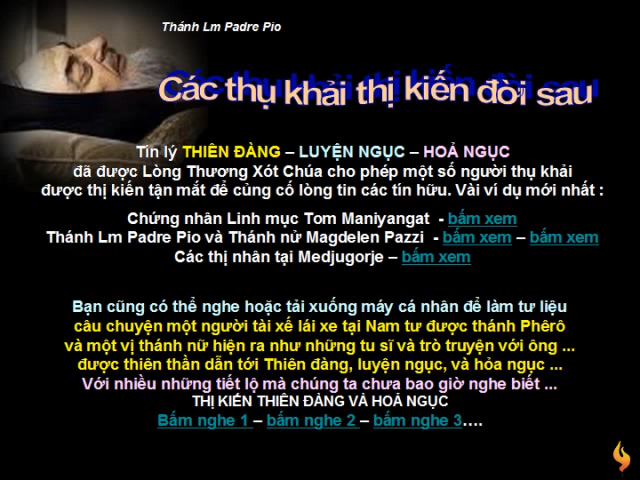 Thánh Lm Padre Pio
Các thụ khải thị kiến đời sau
Tín lý THIÊN ĐÀNG – LUYỆN NGỤC – HOẢ NGỤC
đã được Lòng Thượng Xót Chúa cho phép một số người thụ khải
được thị kiến tận mắt để củng cố lòng tin các tín hữu. Vài ví dụ mới nhất :
Chứng nhân Linh mục Tom Maniyangat - bấm xem
Thánh Lm Padre Pio và Thánh nử Magdelen Pazzi - bấm xem – bấm xem
Các thị nhân tại Medjugorje – bấm xem
Bạn cũng có thể nghe hoặc tải xuống máy cá nhân để làm tư liệu
câu chuyện một người tài xế lái xe tại Nam tư được thánh Phêrô
và một vị thánh nữ hiện ra như những tu sĩ và trò truyện với ông ...
được thiên thần dẫn tới Thiên đàng, luyện ngục, và hỏa ngục ...
Với nhiều những tiết lộ mà chúng ta chưa bao giờ nghe biết ...
THỊ KIẾN THIÊN ĐÀNG VÀ HOẢ NGỤC
Bấm nghe 1 – bấm nghe 2 – bấm nghe 3....